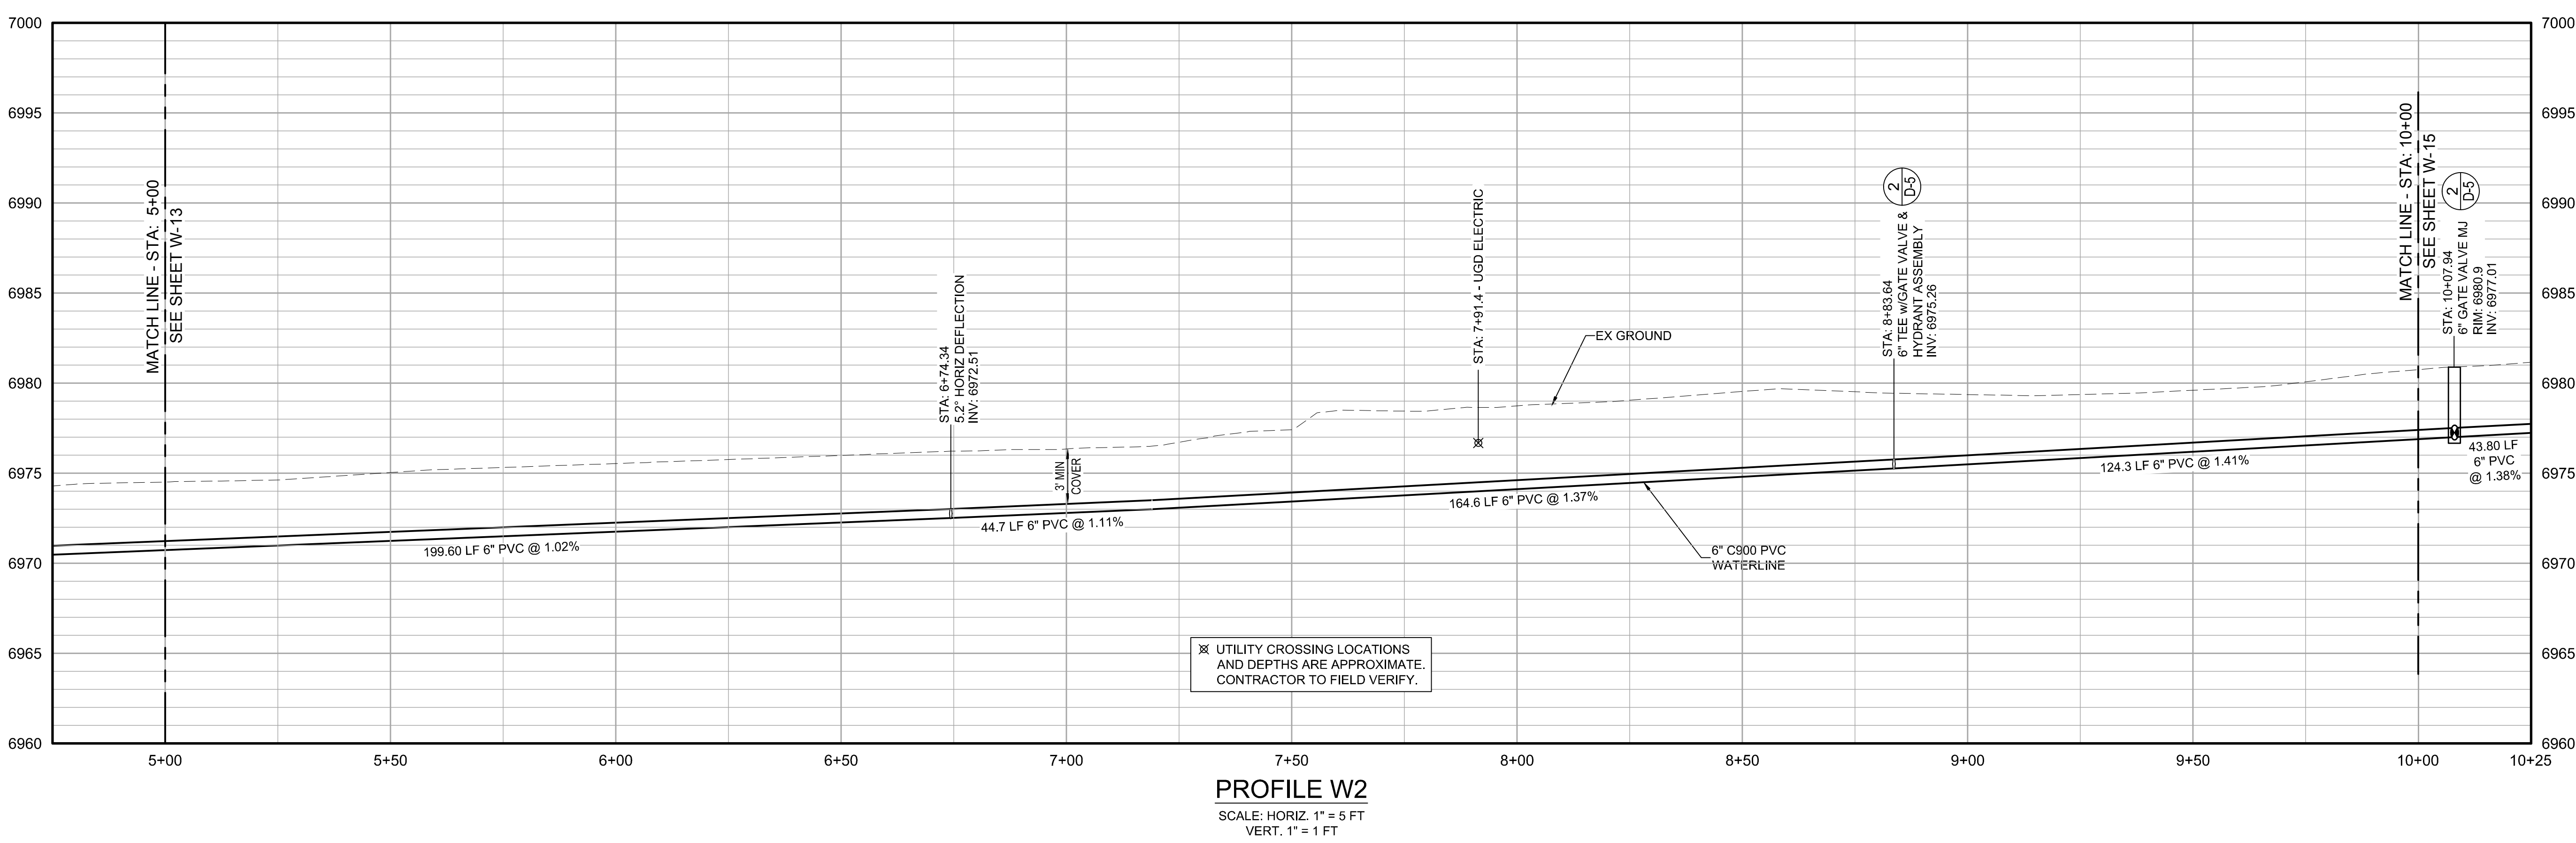 7000
6995
6990
6985
6980
6975
6970
6965
6960
7000
6995
6990
6985
6980
6975
6970
6965
6960
MATCH LINE - STA: 5+00
SEE SHEET W-13
STA: 6+74.34
5.2° HORIZ DEFLECTION
INV: 6972.51
3' MIN
COVER
STA: 7+91.4 - UGD ELECTRIC
EX GROUND
2
D-5
STA: 8+83.64
6" TEE w/GATE VALVE &
HYDRANT ASSEMBLY
INV: 6975.26
MATCH LINE - STA: 10+00
SEE SHEET W-15
2
D-5
STA: 10+07.94
6" GATE VALVE MJ
RIM: 6980.9
INV: 6977.01
199.60 LF 6" PVC @ 1.02%
44.7 LF 6" PVC @ 1.11%
164.6 LF 6" PVC @ 1.37%
124.3 LF 6" PVC @ 1.41%
43.80 LF
6" PVC
@ 1.38%
6" C900 PVC
WATERLINE
UTILITY CROSSING LOCATIONS
AND DEPTHS ARE APPROXIMATE.
CONTRACTOR TO FIELD VERIFY.
5+00
5+50
6+00
6+50
7+00
7+50
8+00
8+50
9+00
9+50
10+00
10+25
PROFILE W2
SCALE: HORIZ. 1" = 5 FT
VERT. 1" = 1 FT